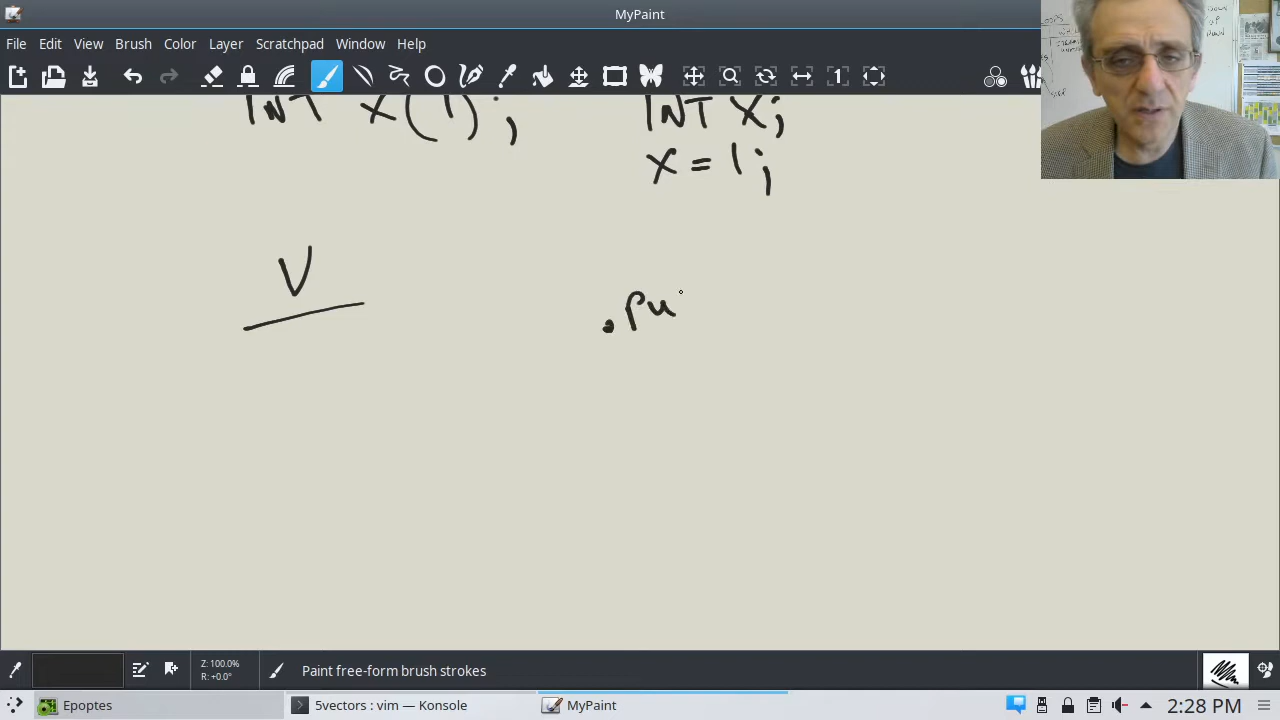 MyPaint
File Edit View Brush Color Layer Scratchpad Window Help
1
INT X(1); INT X;
X = 1;
V
.Pu
Z: 100.0%
R: +0.0°
Paint free-form brush strokes
Epoptes 5vectors : vim — Konsole MyPaint 2:28 PM